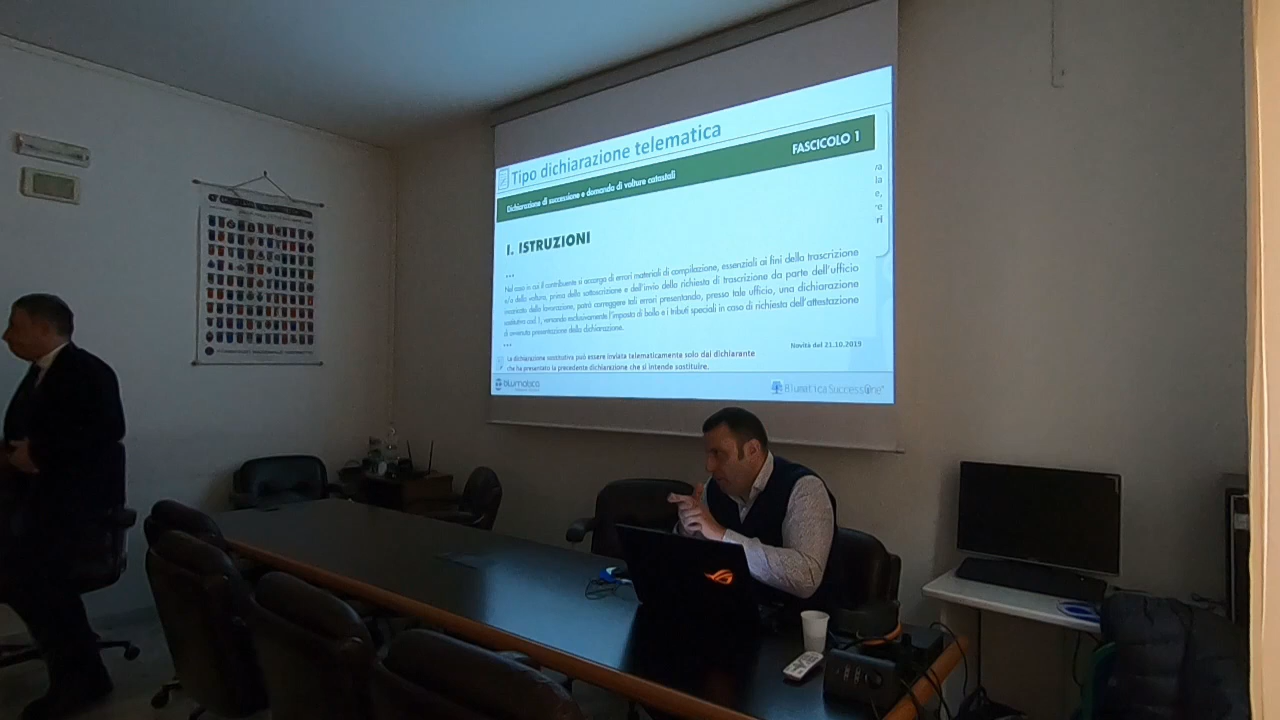 Tipo dichiarazione telematica
FASCICOLO 1
Dichiarazione di successione e domanda di volture catastali
I. ISTRUZIONI
...
Nel caso in cui il contribuente si accorga di errori materiali di compilazione, essenziali ai fini della trascrizione
e/o della voltura, prima della sottoscrizione e dell'invio della richiesta di trascrizione da parte dell'ufficio
incaricato della lavorazione, potrà correggere tali errori presentando, presso tale ufficio, una dichiarazione
sostitutiva cod. 1, versando esclusivamente l'imposta di bollo e i tributi speciali in caso di richiesta dell'attestazione
di avvenuta presentazione della dichiarazione.
...
Novità del 21.10.2019
La dichiarazione sostitutiva può essere inviata telematicamente solo dal dichiarante
che ha presentato la precedente dichiarazione che si intende sostituire.
Blumatica
Blumatica SuccessOne